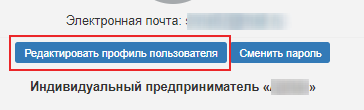 Электронная почта:
Редактировать профиль пользователя Сменить пароль
Индивидуальный предприниматель «